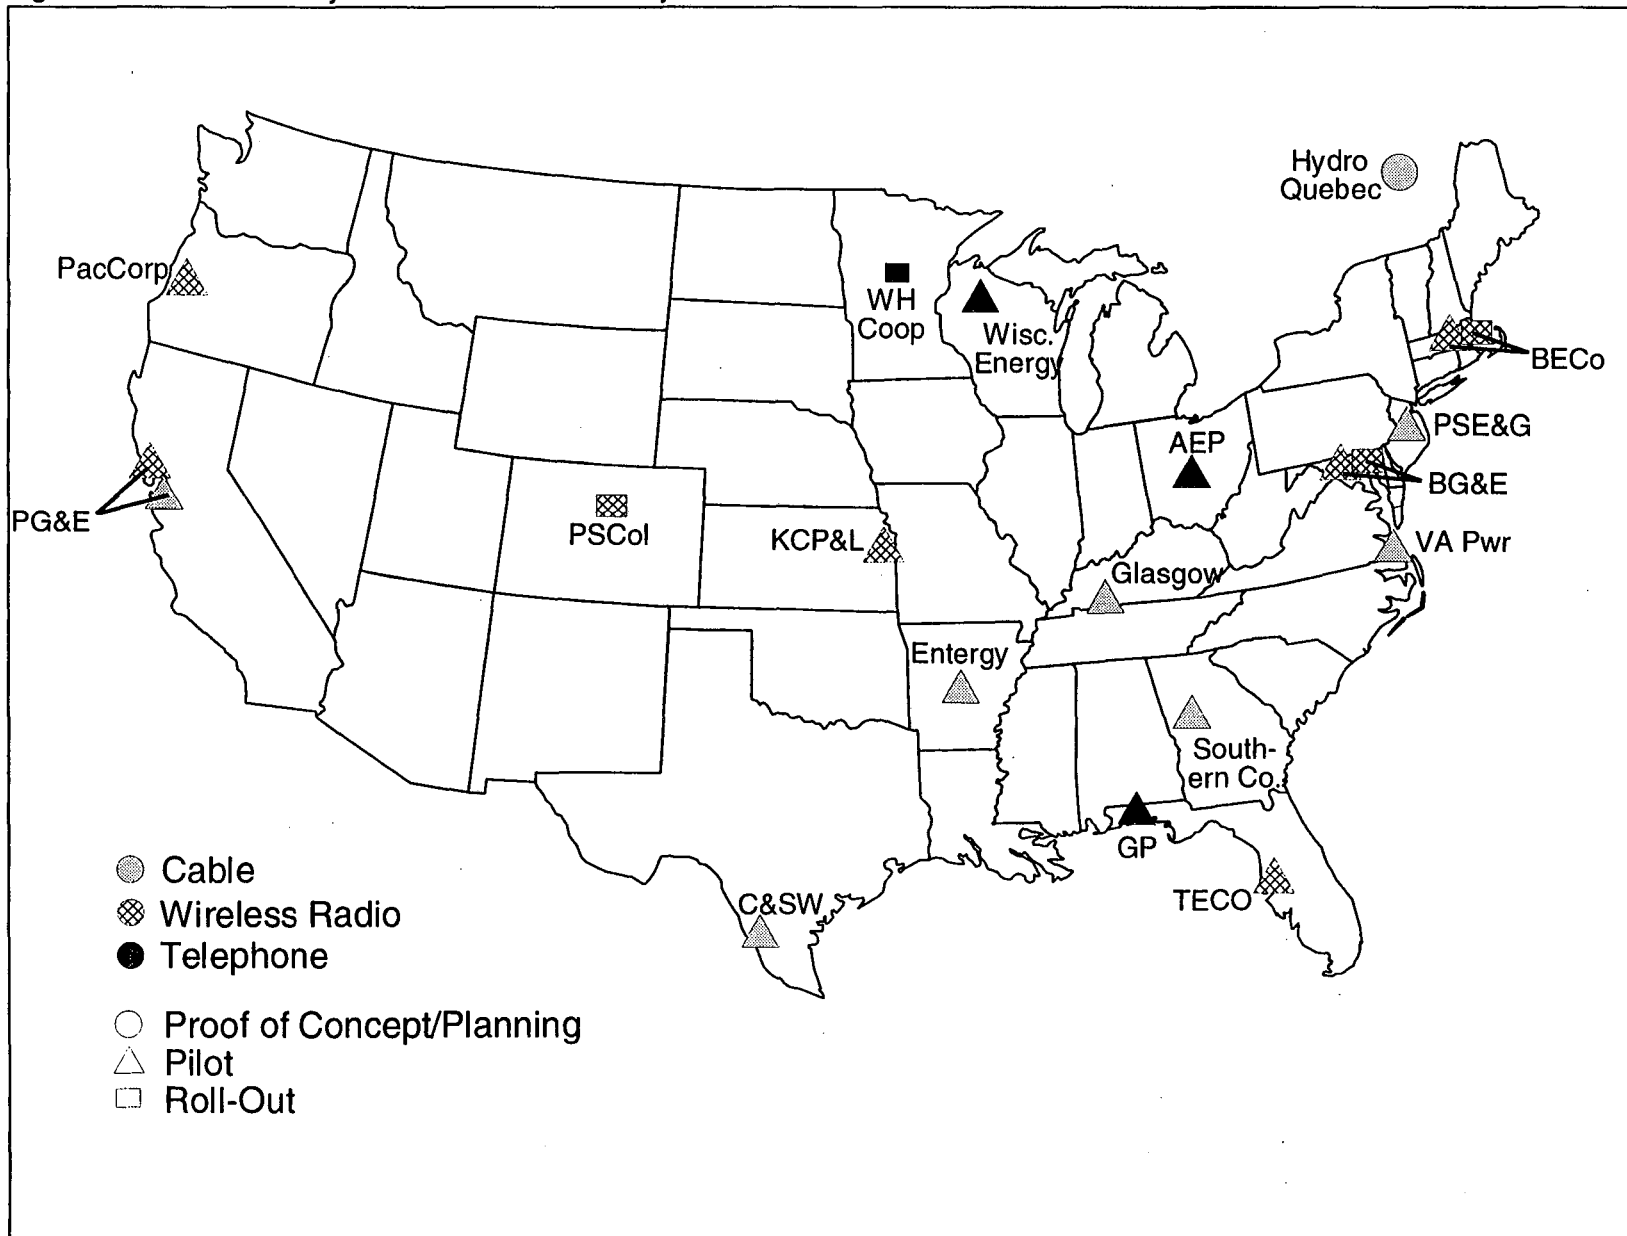 Hydro
Quebec
PacCorp
WH
Coop
Wisc.
Energy
BECo
PSE&G
AEP
BG&E
PG&E
PSCol
KCP&L
VA Pwr
Glasgow
Entergy
South-
ern Co.
GP
TECO
C&SW
Cable
Wireless Radio
Telephone
Proof of Concept/Planning
Pilot
Roll-Out